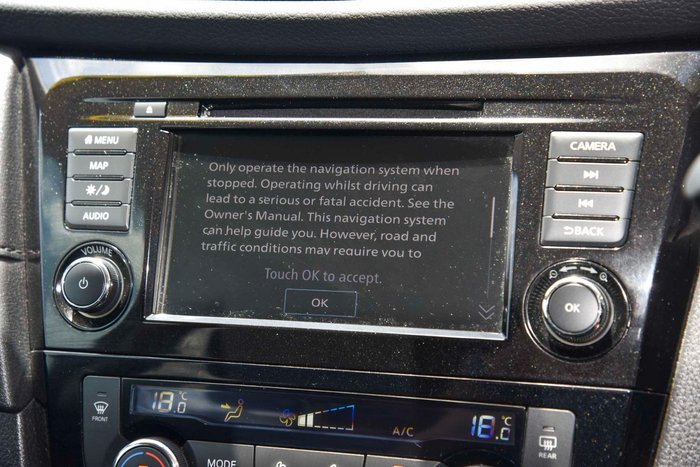 MENU
MAP
AUDIO
VOLUME
Only operate the navigation system when
stopped. Operating whilst driving can
lead to a serious or fatal accident. See the
Owner's Manual. This navigation system
can help guide you. However, road and
traffic conditions may require you to
Touch OK to accept.
OK
CAMERA
BACK
OK
FRONT
18.0 °C
A/C
18.0 °C
REAR
MODE